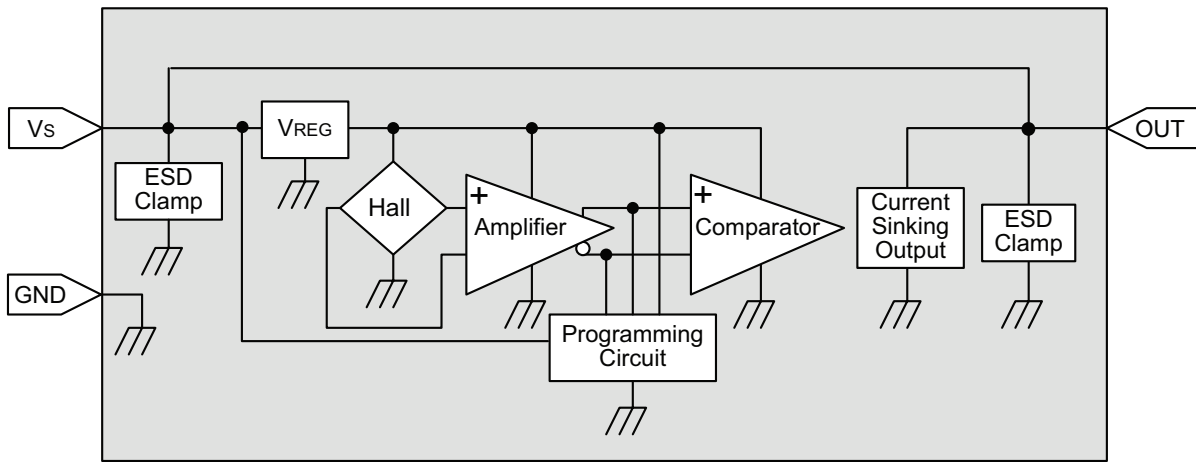 Vs
VREG
OUT
ESD
Clamp
Hall
+
Amplifier
+
Comparator
Current
Sinking
Output
ESD
Clamp
GND
Programming
Circuit